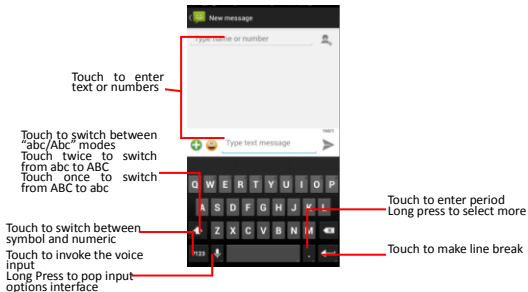 New message
Type name or number
Touch to enter
text or numbers
Type text message
Touch to switch between
“abc/Abc” modes
Touch twice to switch
from abc to ABC
Touch once to switch
from ABC to abc
Q W E R T Y U I O P
A S D F G H J K L
Z X C V B N M
Touch to enter period
Long press to select more
Touch to switch between
symbol and numeric
?123 .
Touch to make line break
Touch to invoke the voice
input
Long Press to pop input
options interface